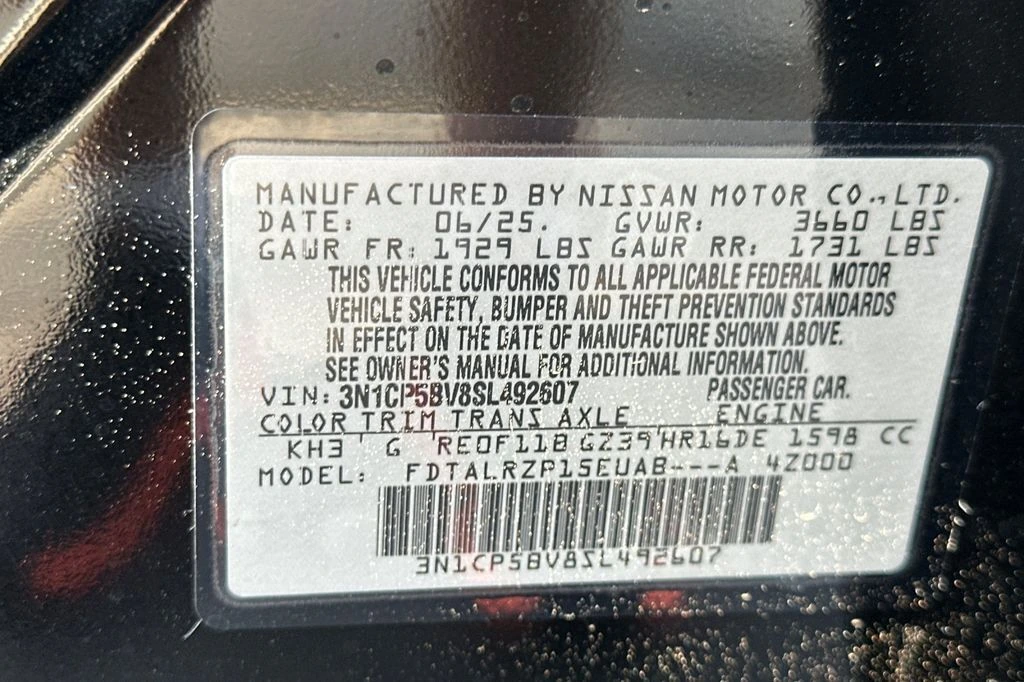 MANUFACTURED BY NISSAN MOTOR CO.,LTD.
DATE: 06/25. GVWR: 3660 LBS
GAWR FR: 1929 LBS GAWR RR: 1731 LBS
THIS VEHICLE CONFORMS TO ALL APPLICABLE FEDERAL MOTOR
VEHICLE SAFETY, BUMPER AND THEFT PREVENTION STANDARDS
IN EFFECT ON THE DATE OF MANUFACTURE SHOWN ABOVE.
SEE OWNER'S MANUAL FOR ADDITIONAL INFORMATION.
VIN: 3N1CP5BV8SL492607 PASSENGER CAR.
COLOR TRIM TRANS AXLE ENGINE
KH3 G RE0F11B GZ39 HR16DE 1598 CC
MODEL: FDTALRZP15EUAB---A 4Z000
3N1CP5BV8SL492607